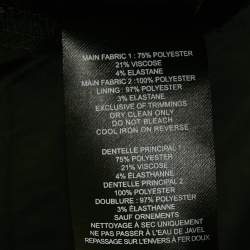 MAIN FABRIC 1 : 75% POLYESTER
21% VISCOSE
4% ELASTANE
MAIN FABRIC 2 :100% POLYESTER
LINING : 97% POLYESTER
3% ELASTANE
EXCLUSIVE OF TRIMMINGS
DRY CLEAN ONLY
DO NOT BLEACH
COOL IRON ON REVERSE
DENTELLE PRINCIPAL 1
75% POLYESTER
21% VISCOSE
4% ÉLASTHANNE
DENTELLE PRINCIPAL 2
100% POLYESTER
DOUBLURE : 97% POLYESTER
3% ÉLASTHANNE
SAUF ORNEMENTS
NETTOYAGE À SEC UNIQUEMENT
NE PAS PASSER À L'EAU DE JAVEL
REPASSAGE SUR L'ENVERS À FER DOUX